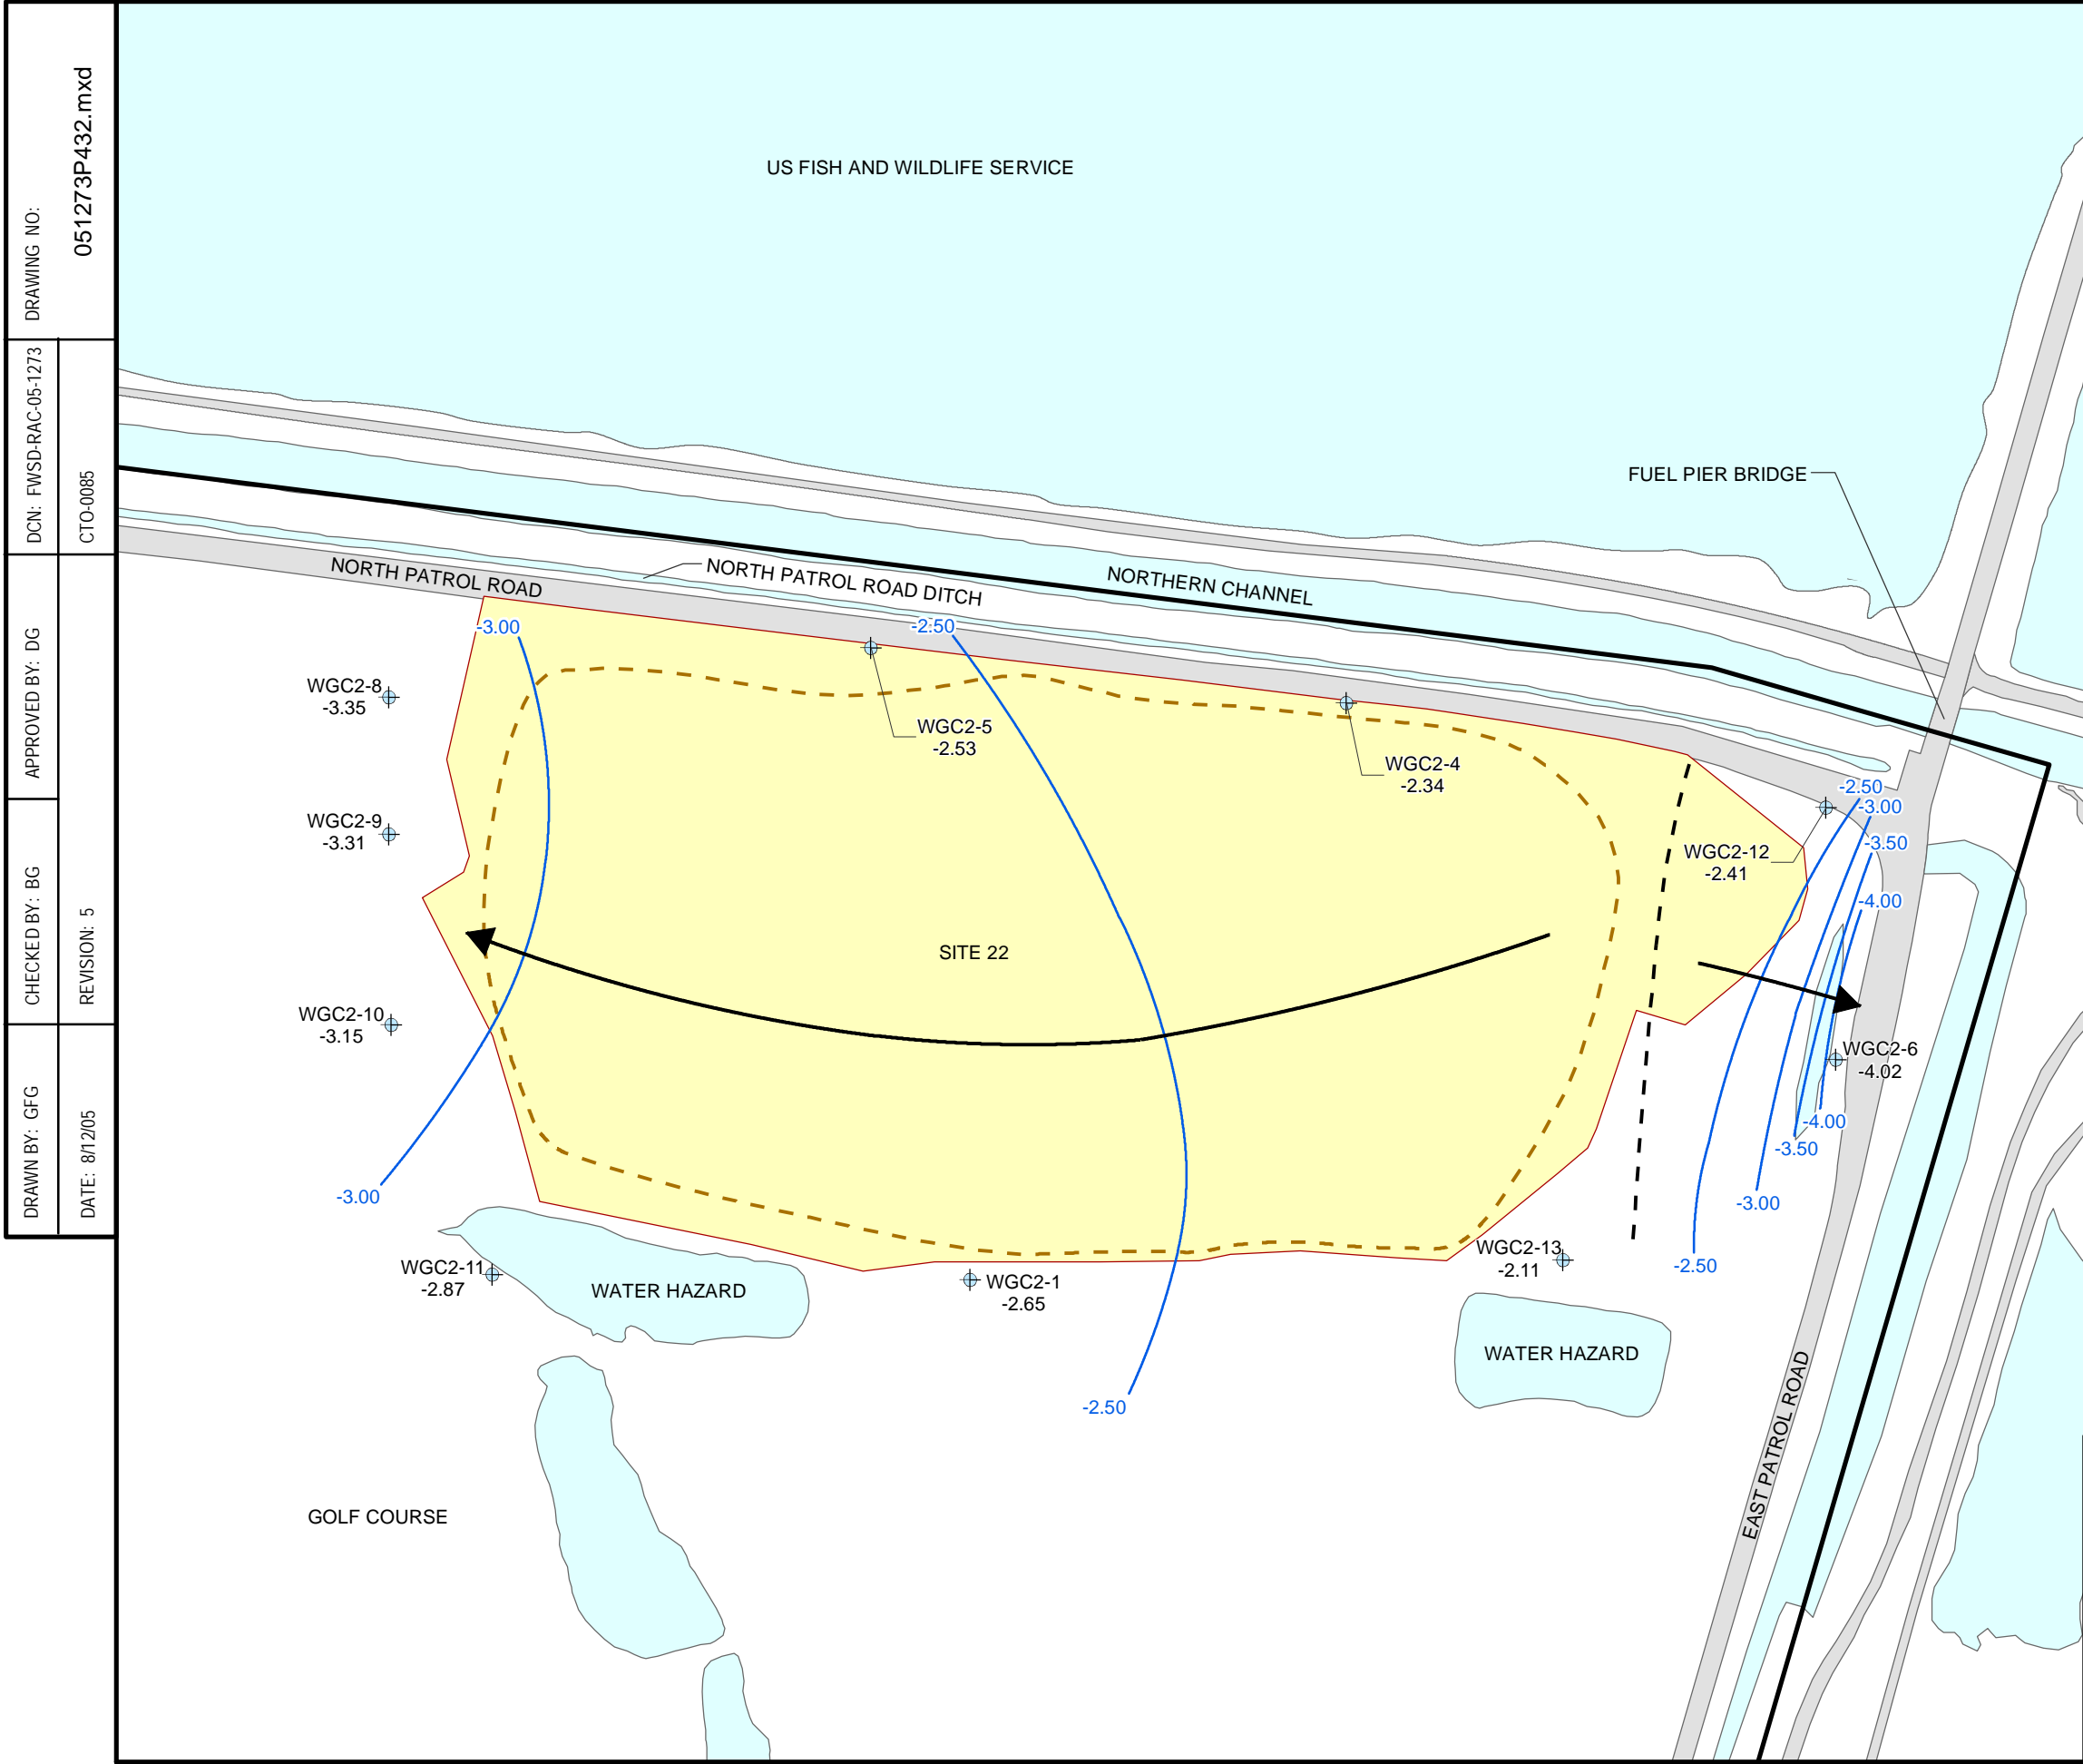 DRAWING NO:
051273P432.mxd
DCN: FWSD-RAC-05-1273
CTO-0085
APPROVED BY: DG
CHECKED BY: BG
REVISION: 5
DRAWN BY: GFG
DATE: 8/12/05
US FISH AND WILDLIFE SERVICE
FUEL PIER BRIDGE
NORTH PATROL ROAD
NORTH PATROL ROAD DITCH
NORTHERN CHANNEL
-3.00
-2.50
WGC2-8
-3.35
WGC2-5
-2.53
WGC2-4
-2.34
-2.50
-3.00
-3.50
WGC2-9
-3.31
WGC2-12
-2.41
-4.00
SITE 22
WGC2-10
-3.15
WGC2-6
-4.02
-4.00
-3.50
-3.00
-3.00
WGC2-11
-2.87
WATER HAZARD
WGC2-1
-2.65
WGC2-13
-2.11
-2.50
WATER HAZARD
-2.50
EAST PATROL ROAD
GOLF COURSE